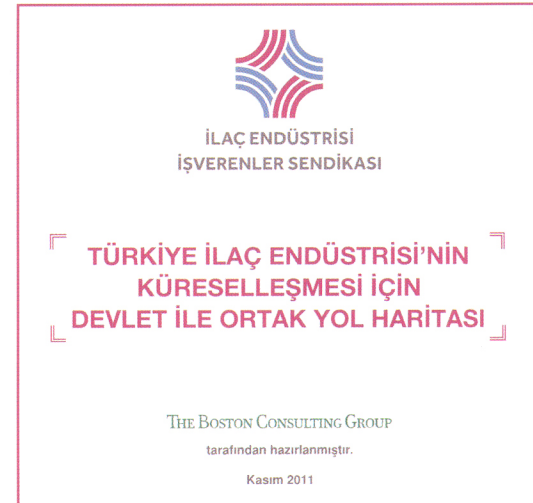 İLAÇ ENDÜSTRİSİ
İŞVERENLER SENDİKASI
TÜRKİYE İLAÇ ENDÜSTRİSİ'NİN
KÜRESELLEŞMESİ İÇİN
DEVLET İLE ORTAK YOL HARİTASI
THE BOSTON CONSULTING GROUP
tarafından hazırlanmıştır.
Kasım 2011